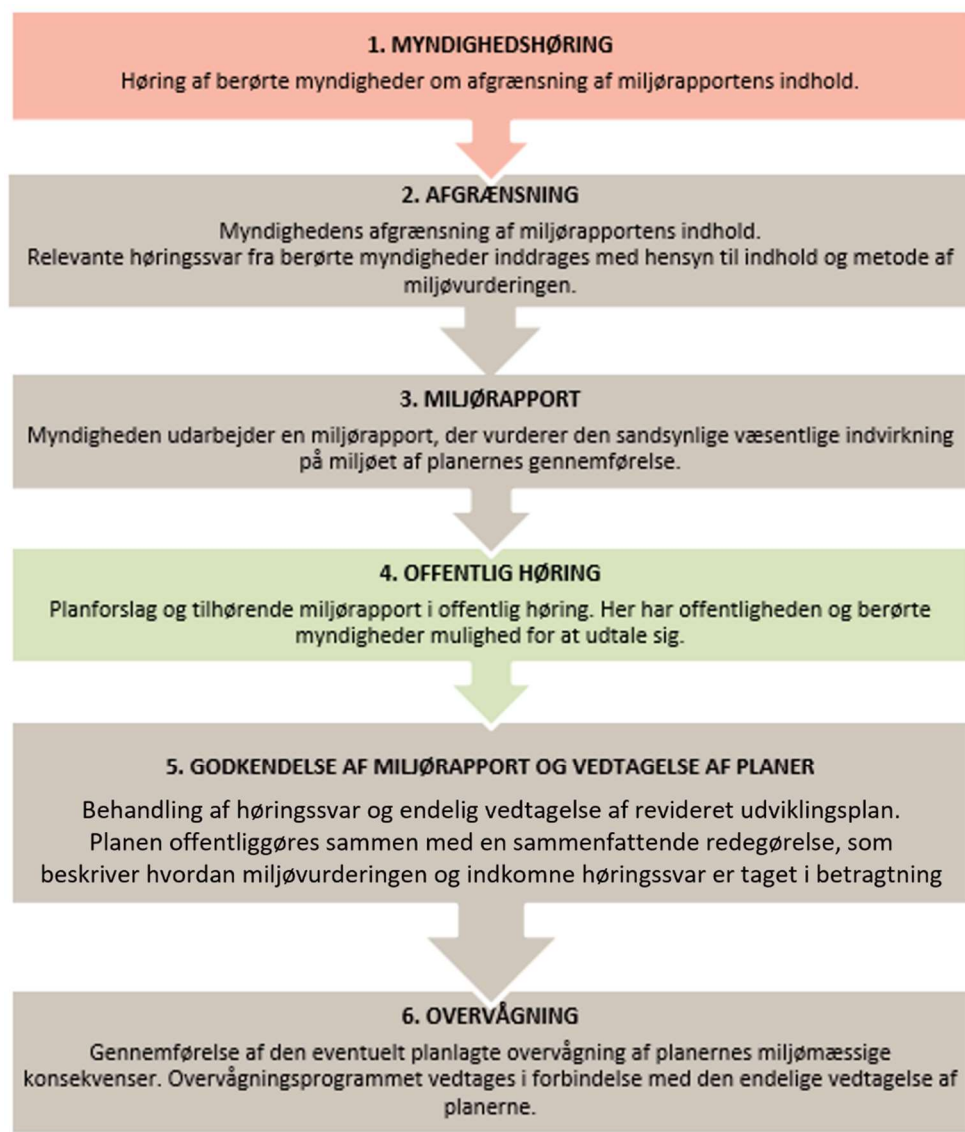 1. MYNDIGHEDSHØRING
Høring af berørte myndigheder om afgrænsning af miljørapportens indhold.
2. AFGRÆNSNING
Myndighedens afgrænsning af miljørapportens indhold.
Relevante høringssvar fra berørte myndigheder inddrages med hensyn til indhold og metode af
miljøvurderingen.
3. MILJØRAPPORT
Myndigheden udarbejder en miljørapport, der vurderer den sandsynlige væsentlige indvirkning
på miljøet af planernes gennemførelse.
4. OFFENTLIG HØRING
Planforslag og tilhørende miljørapport i offentlig høring. Her har offentligheden og berørte
myndigheder mulighed for at udtale sig.
5. GODKENDELSE AF MILJØRAPPORT OG VEDTAGELSE AF PLANER
Behandling af høringssvar og endelig vedtagelse af revideret udviklingsplan.
Planen offentliggøres sammen med en sammenfattende redegørelse, som
beskriver hvordan miljøvurderingen og indkomne høringssvar er taget i betragtning
6. OVERVÅGNING
Gennemførelse af den eventuelt planlagte overvågning af planernes miljømæssige
konsekvenser. Overvågningsprogrammet vedtages i forbindelse med den endelige vedtagelse af
planerne.